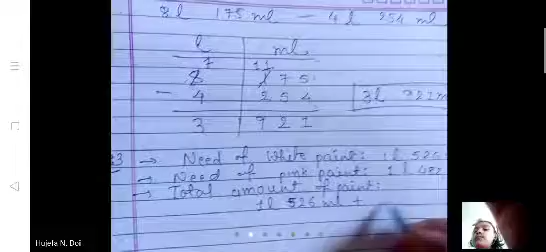 8 l 175 ml — 4 l 254 ml
l ml
7 11
8 1 7 5
- 4 2 5 4
3 9 2 1
3 l 921 m
→ Need of White paint: 1 l 526
→ Need of pink paint: 1 l
→ Total amount of paint:
1 l 526 ml +
Hujela N. Doi